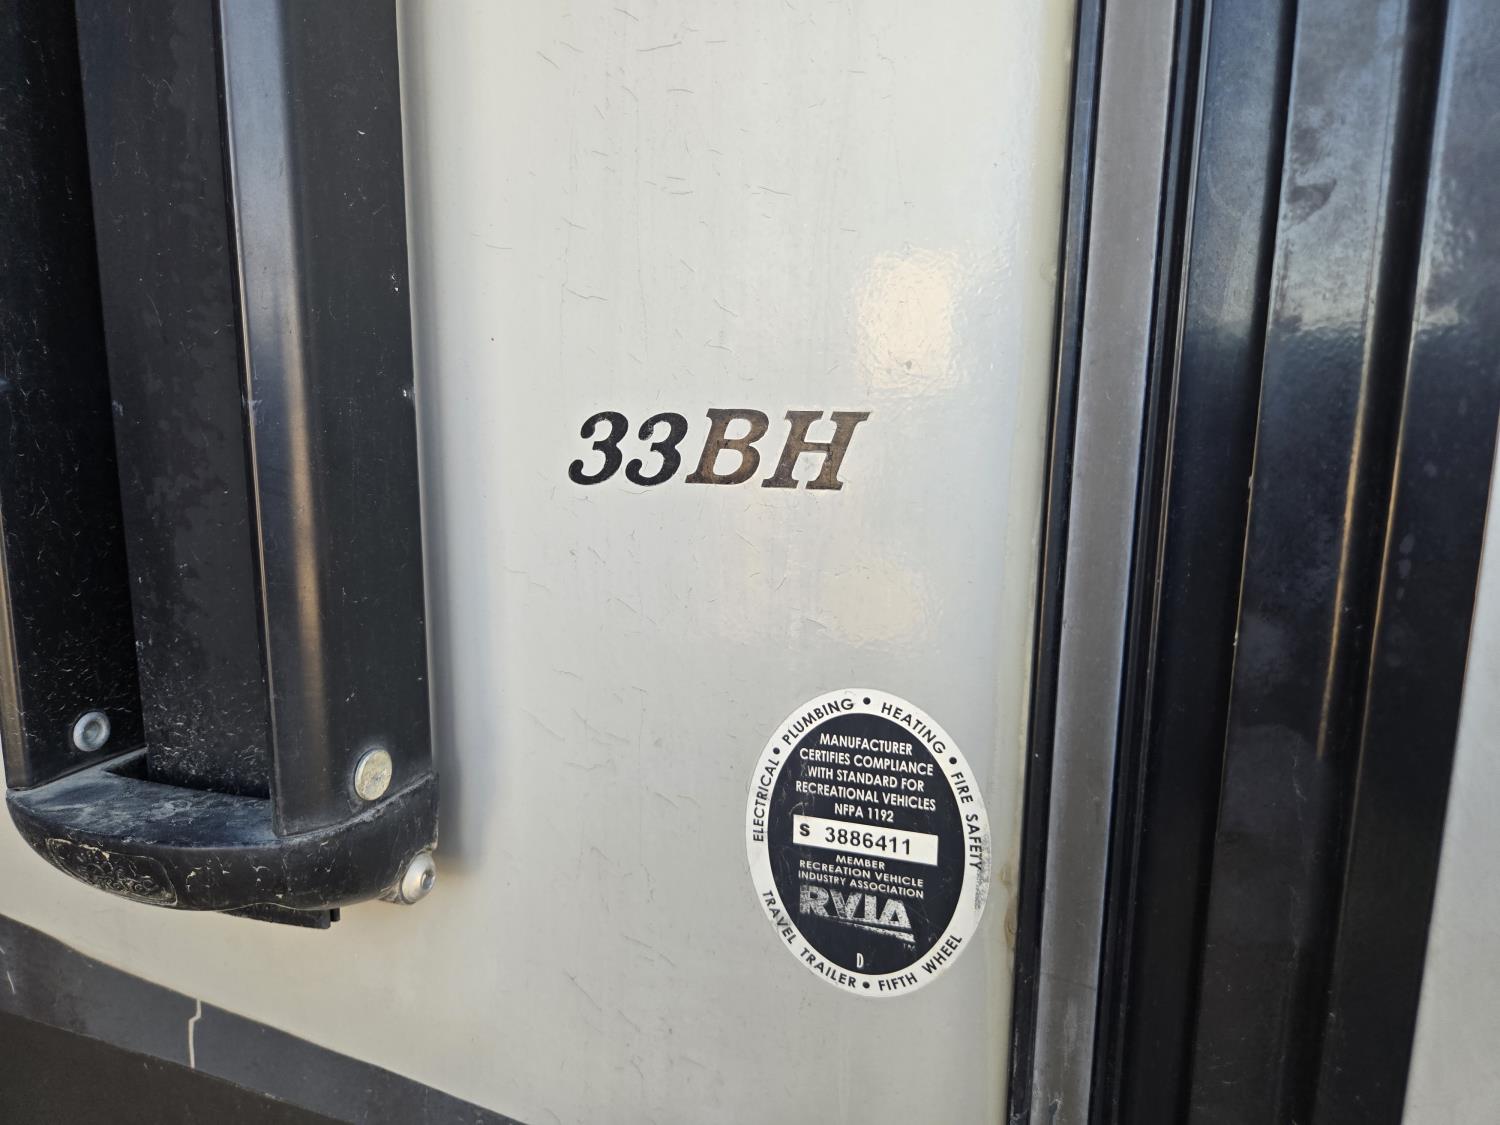 33BH
ELECTRICAL • PLUMBING • HEATING • FIRE SAFETY
MANUFACTURER
CERTIFIES COMPLIANCE
WITH STANDARD FOR
RECREATIONAL VEHICLES
NFPA 1192
S 3886411
MEMBER
RECREATION VEHICLE
INDUSTRY ASSOCIATION
RVIA
TM
D
TRAVEL TRAILER • FIFTH WHEEL